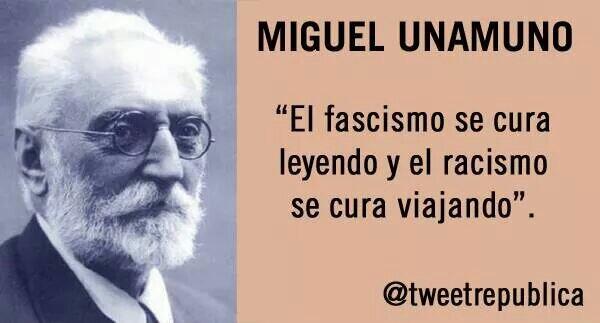 MIGUEL UNAMUNO
“El fascismo se cura
leyendo y el racismo
se cura viajando”.
@tweetrepublica